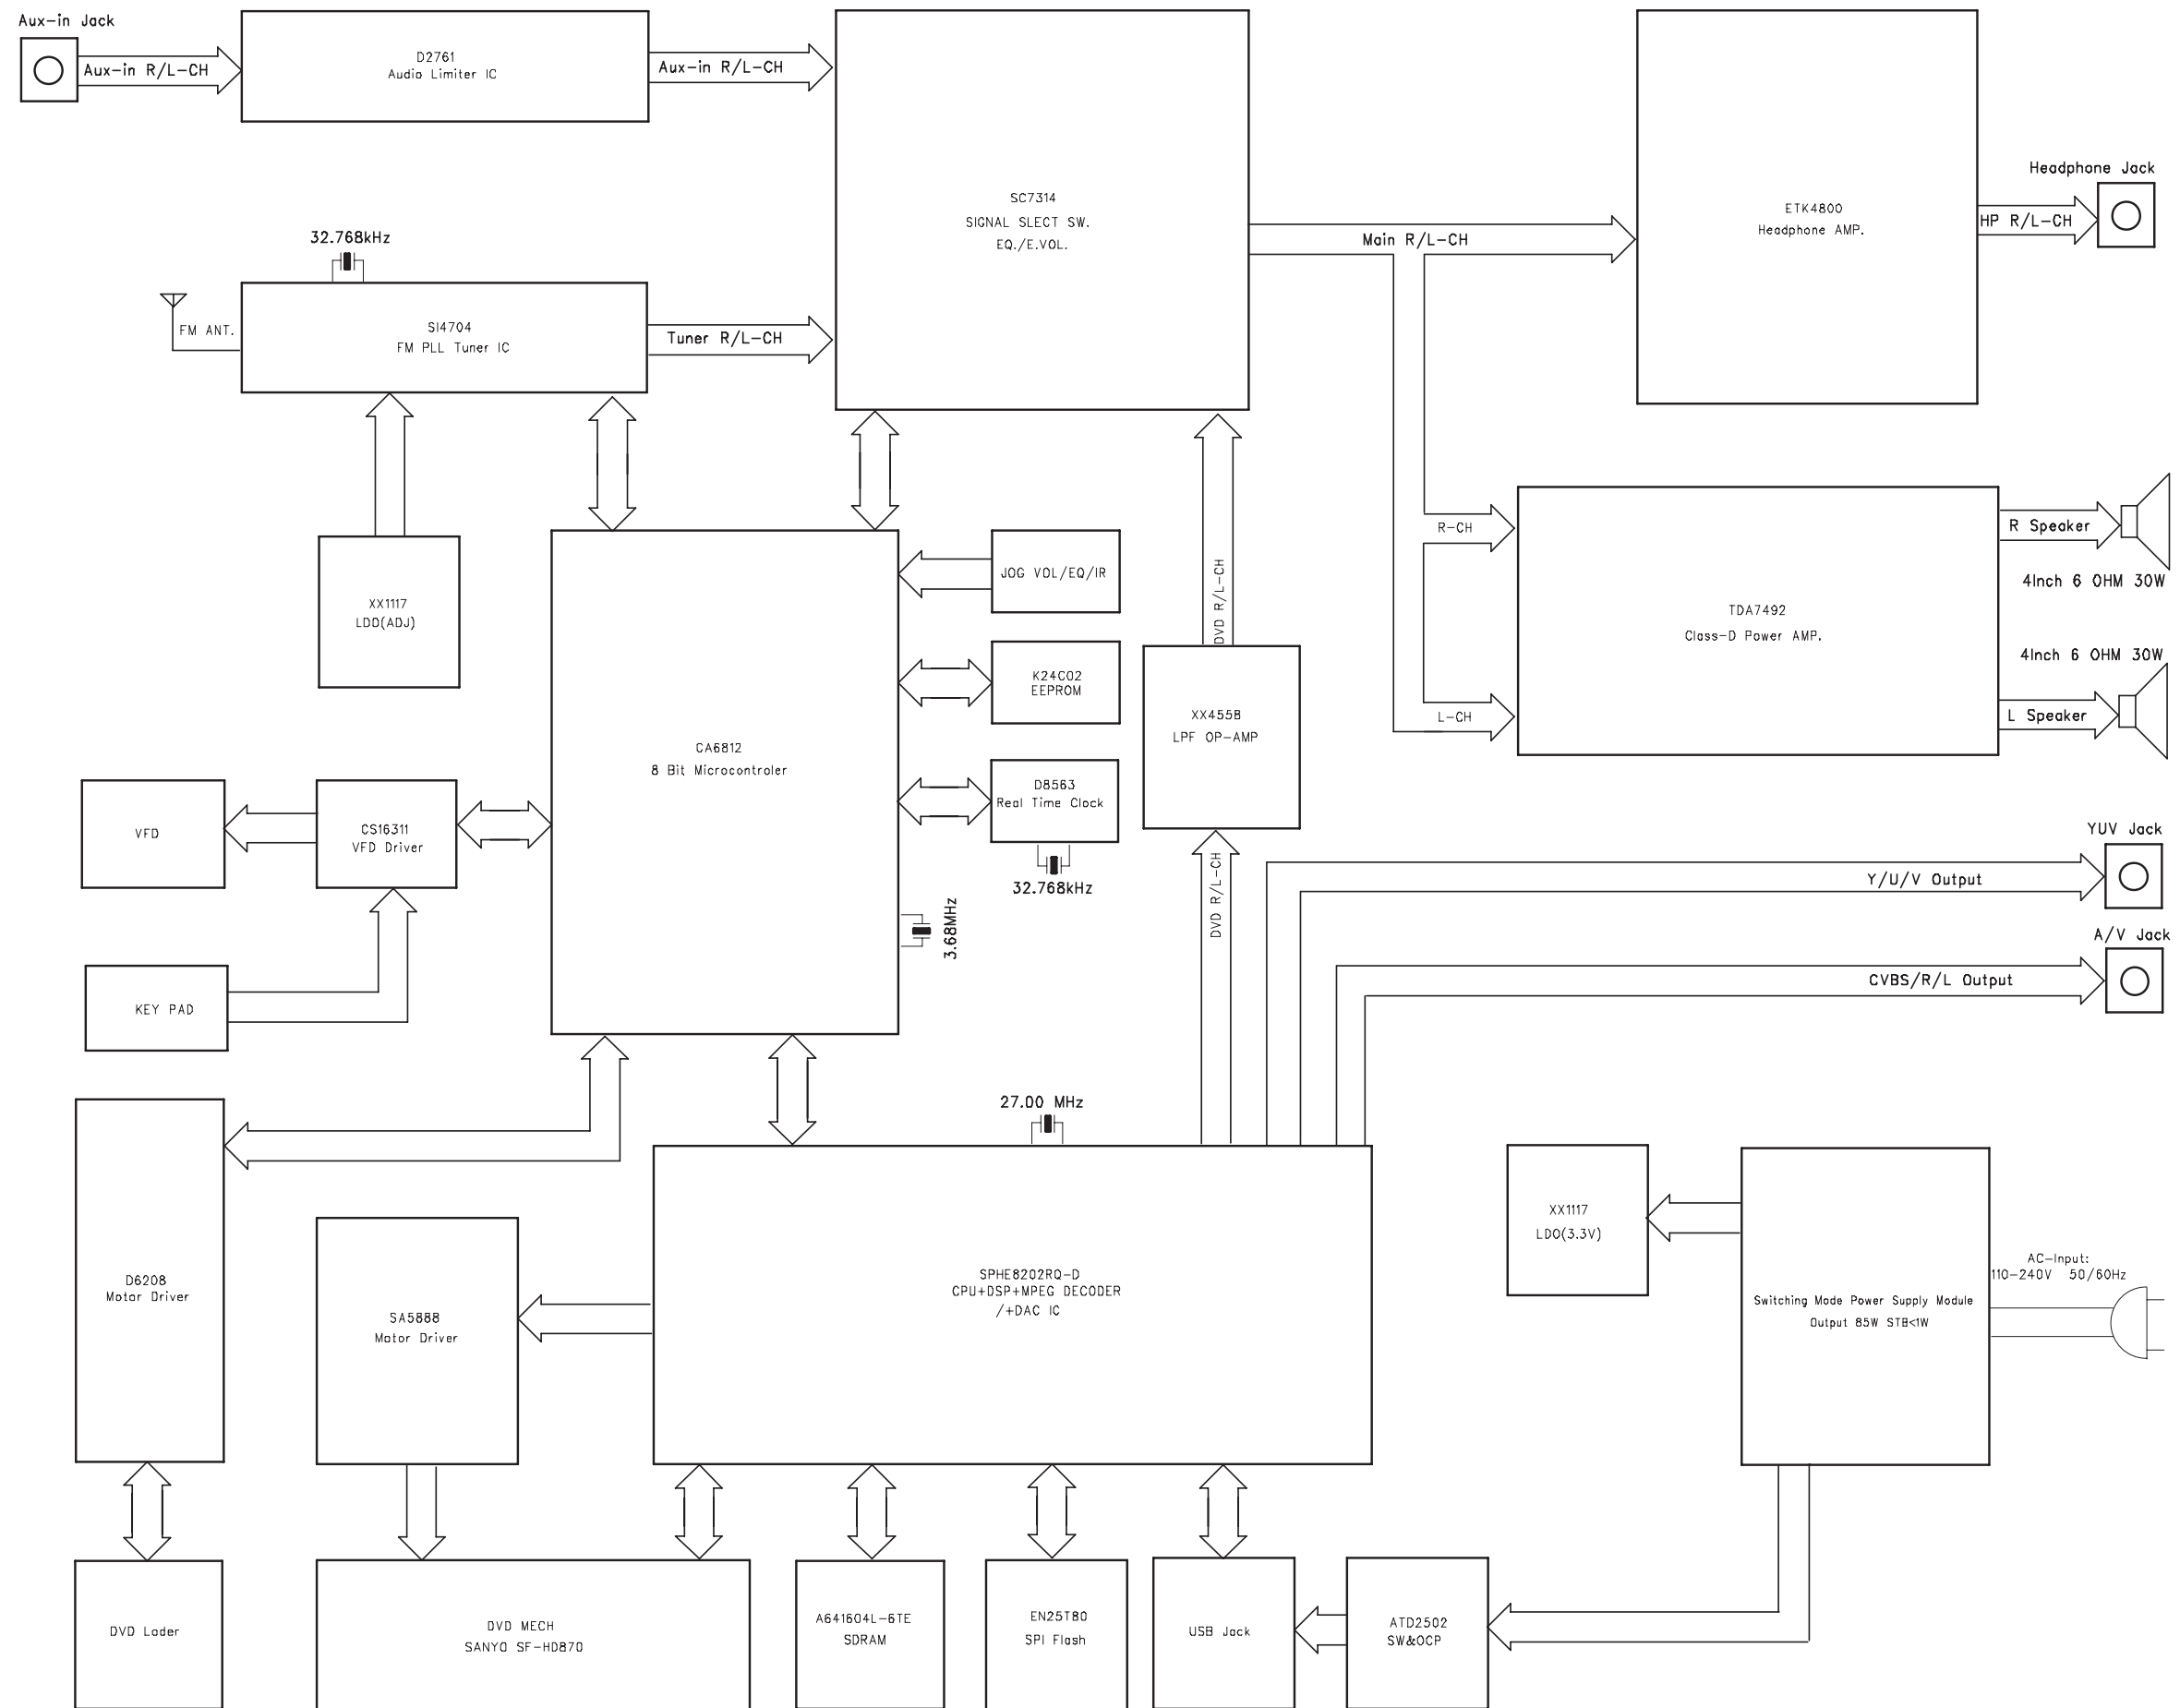 Aux-in Jack
Aux-in R/L-CH
D2761
Audio Limiter IC
Aux-in R/L-CH
SC7314
SIGNAL SLECT SW.
EQ./E.VOL.
Main R/L-CH
ETK4800
Headphone AMP.
Headphone Jack
HP R/L-CH
32.768kHz
FM ANT.
SI4704
FM PLL Tuner IC
Tuner R/L-CH
XX1117
LDO(ADJ)
R-CH
L-CH
TDA7492
Class-D Power AMP.
R Speaker
4Inch 6 OHM 30W
4Inch 6 OHM 30W
L Speaker
CA6812
8 Bit Microcontroler
JOG VOL/EQ/IR
K24C02
EEPROM
D8563
Real Time Clock
32.768kHz
3.68MHz
DVD R/L-CH
XX455B
LPF OP-AMP
DVD R/L-CH
VFD
CS16311
VFD Driver
KEY PAD
YUV Jack
Y/U/V Output
A/V Jack
CVBS/R/L Output
27.00 MHz
D6208
Motar Driver
SA5888
Motor Driver
SPHE8202RQ-D
CPU+DSP+MPEG DECODER
/+DAC IC
XX1117
LDO(3.3V)
Switching Mode Power Supply Module
Output 85W STB<1W
AC-Input:
110-240V 50/60Hz
DVD Lader
DVD MECH
SANYO SF-HD870
A641604L-6TE
SDRAM
EN25T80
SPI Flash
USB Jack
ATD2502
SW&OCP